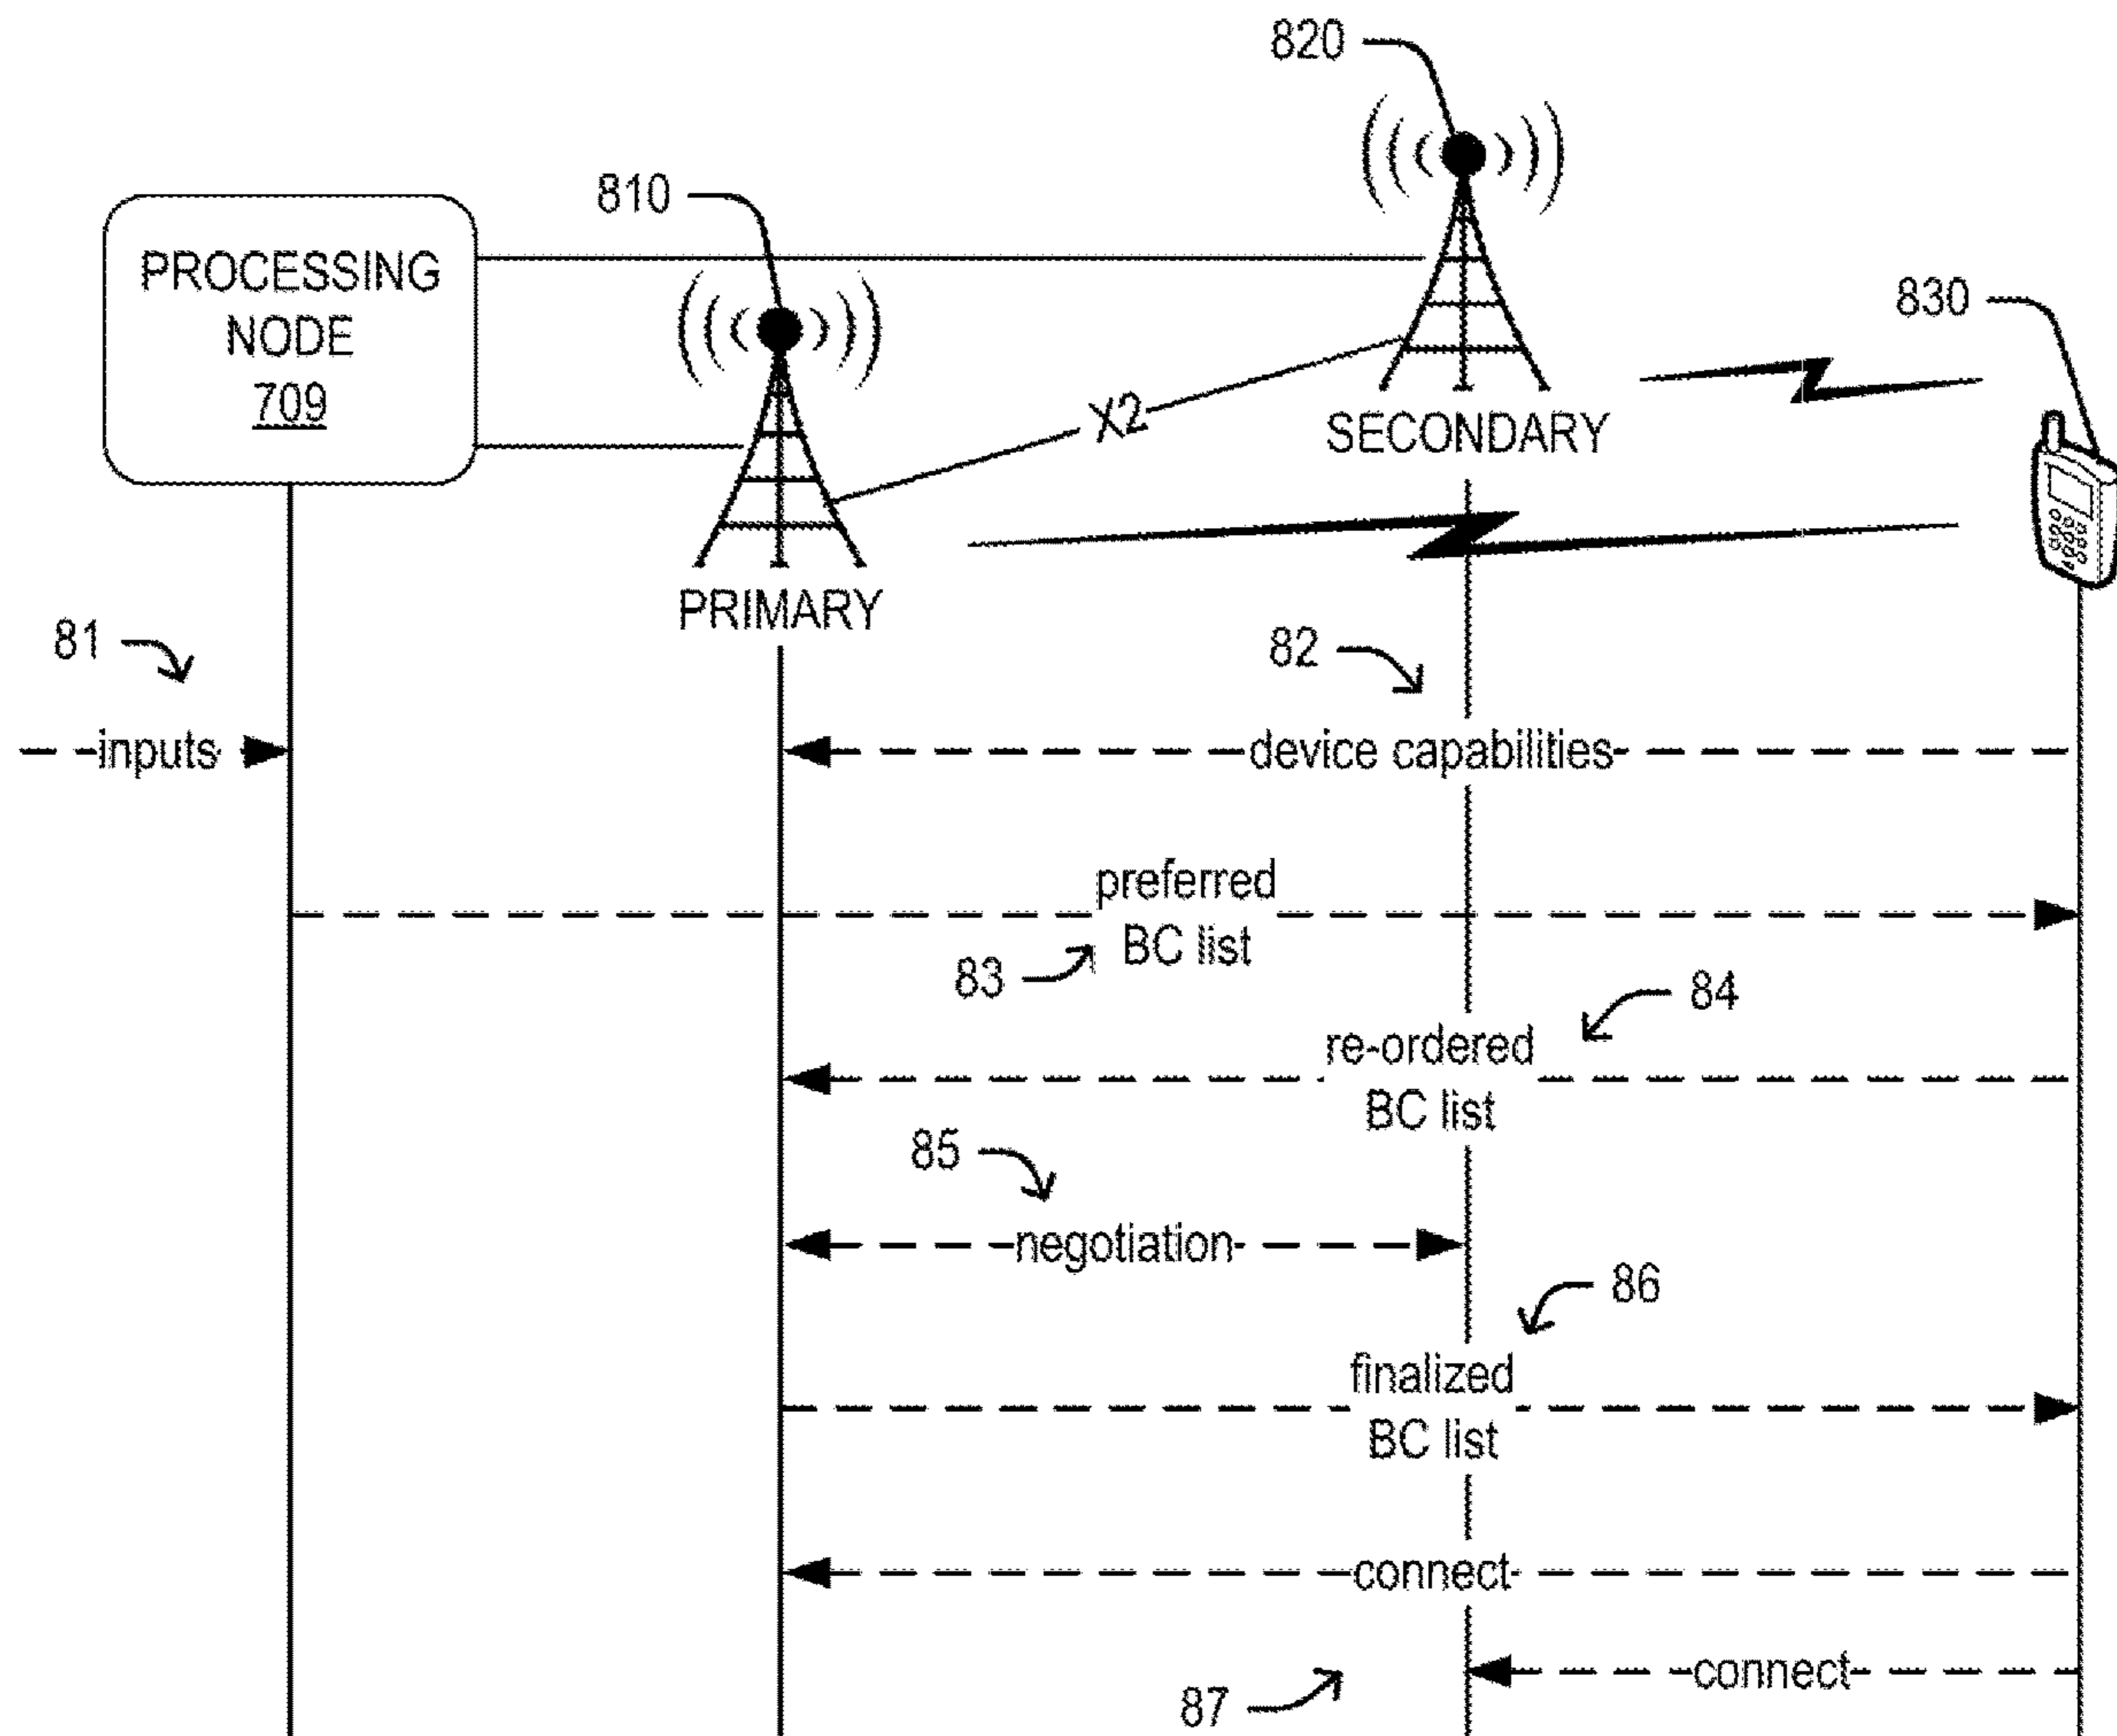 820
810
PROCESSING
NODE
709
830
X2
SECONDARY
PRIMARY
81
82
inputs
device capabilities
preferred
BC list
83
84
re-ordered
BC list
85
negotiation
86
finalized
BC list
connect
connect
87